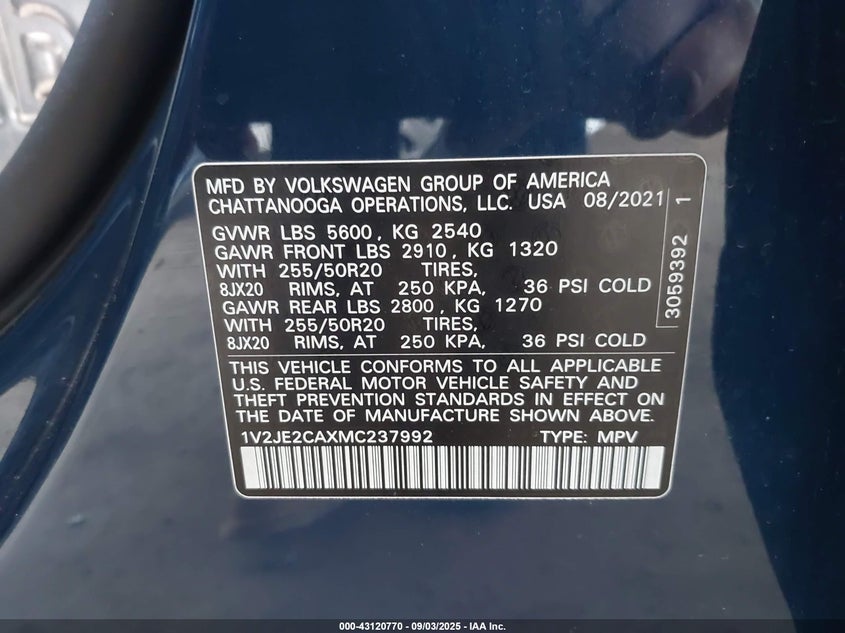 MFD BY VOLKSWAGEN GROUP OF AMERICA
CHATTANOOGA OPERATIONS, LLC. USA 08/2021
GVWR LBS 5600, KG 2540
GAWR FRONT LBS 2910, KG 1320
WITH 255/50R20 TIRES,
8JX20 RIMS, AT 250 KPA, 36 PSI COLD
GAWR REAR LBS 2800, KG 1270
WITH 255/50R20 TIRES,
8JX20 RIMS, AT 250 KPA, 36 PSI COLD
THIS VEHICLE CONFORMS TO ALL APPLICABLE
U.S. FEDERAL MOTOR VEHICLE SAFETY AND
THEFT PREVENTION STANDARDS IN EFFECT ON
THE DATE OF MANUFACTURE SHOWN ABOVE.
1V2JE2CAXMC237992 TYPE: MPV
3059392 1
000-43120770 - 09/03/2025 - IAA Inc.